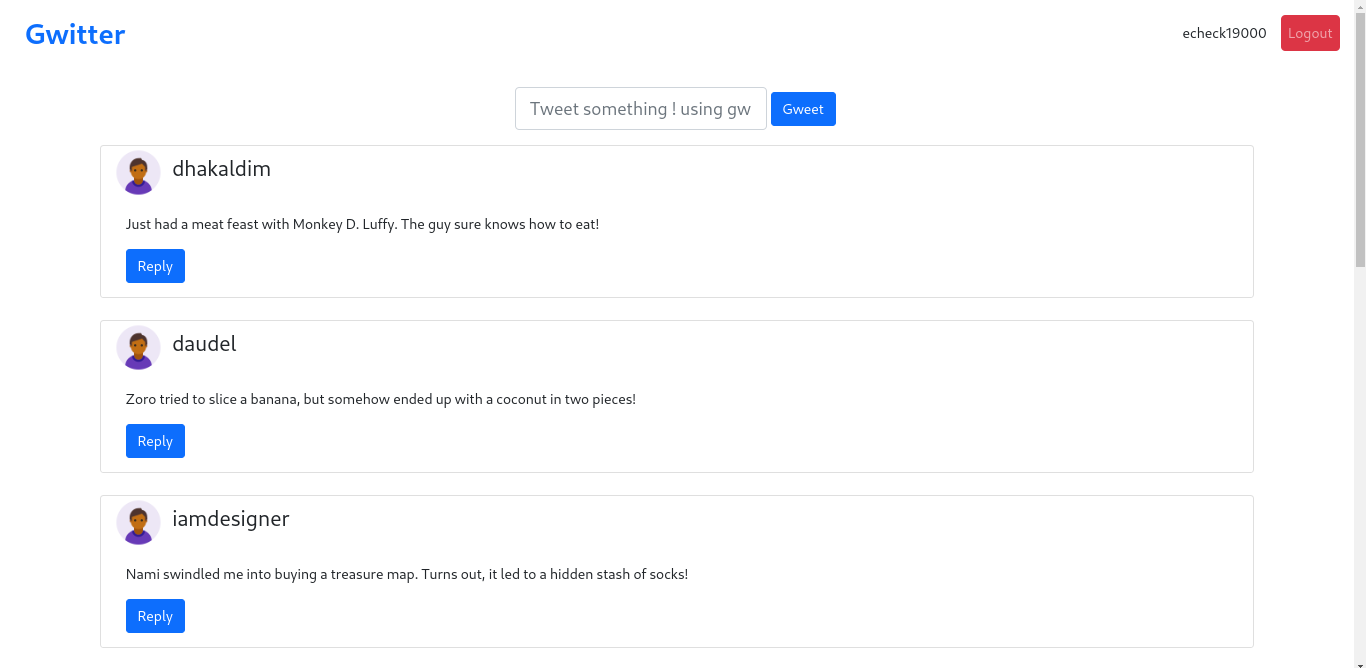 Gwitter
echeck19000
Logout
Tweet something ! using gw
Gweet
dhakaldim
Just had a meat feast with Monkey D. Luffy. The guy sure knows how to eat!
Reply
daudel
Zoro tried to slice a banana, but somehow ended up with a coconut in two pieces!
Reply
iamdesigner
Nami swindled me into buying a treasure map. Turns out, it led to a hidden stash of socks!
Reply